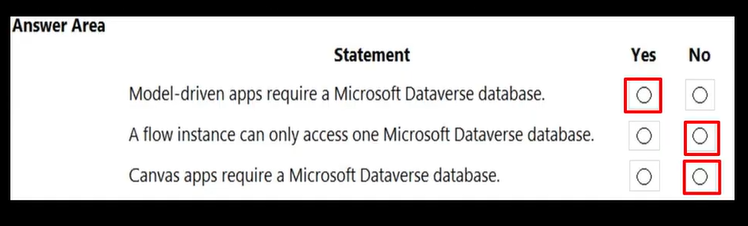 Answer Area
Statement Yes No
Model-driven apps require a Microsoft Dataverse database.
A flow instance can only access one Microsoft Dataverse database.
Canvas apps require a Microsoft Dataverse database.